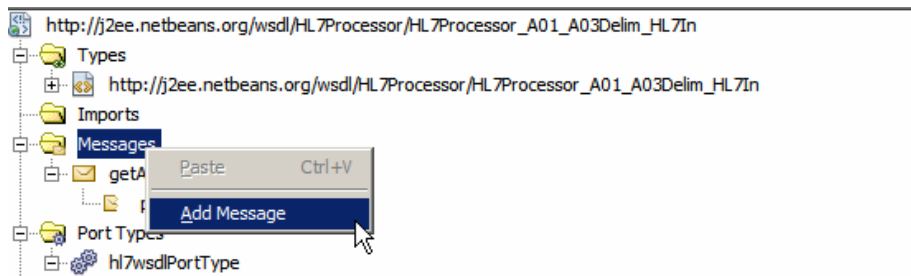 http://j2ee.netbeans.org/wsdl/HL7Processor/HL7Processor_A01_A03Delim_HL7In
Types
http://j2ee.netbeans.org/wsdl/HL7Processor/HL7Processor_A01_A03Delim_HL7In
Imports
Messages
Paste Ctrl+V
Add Message
Port Types
hl7wsdlPortType